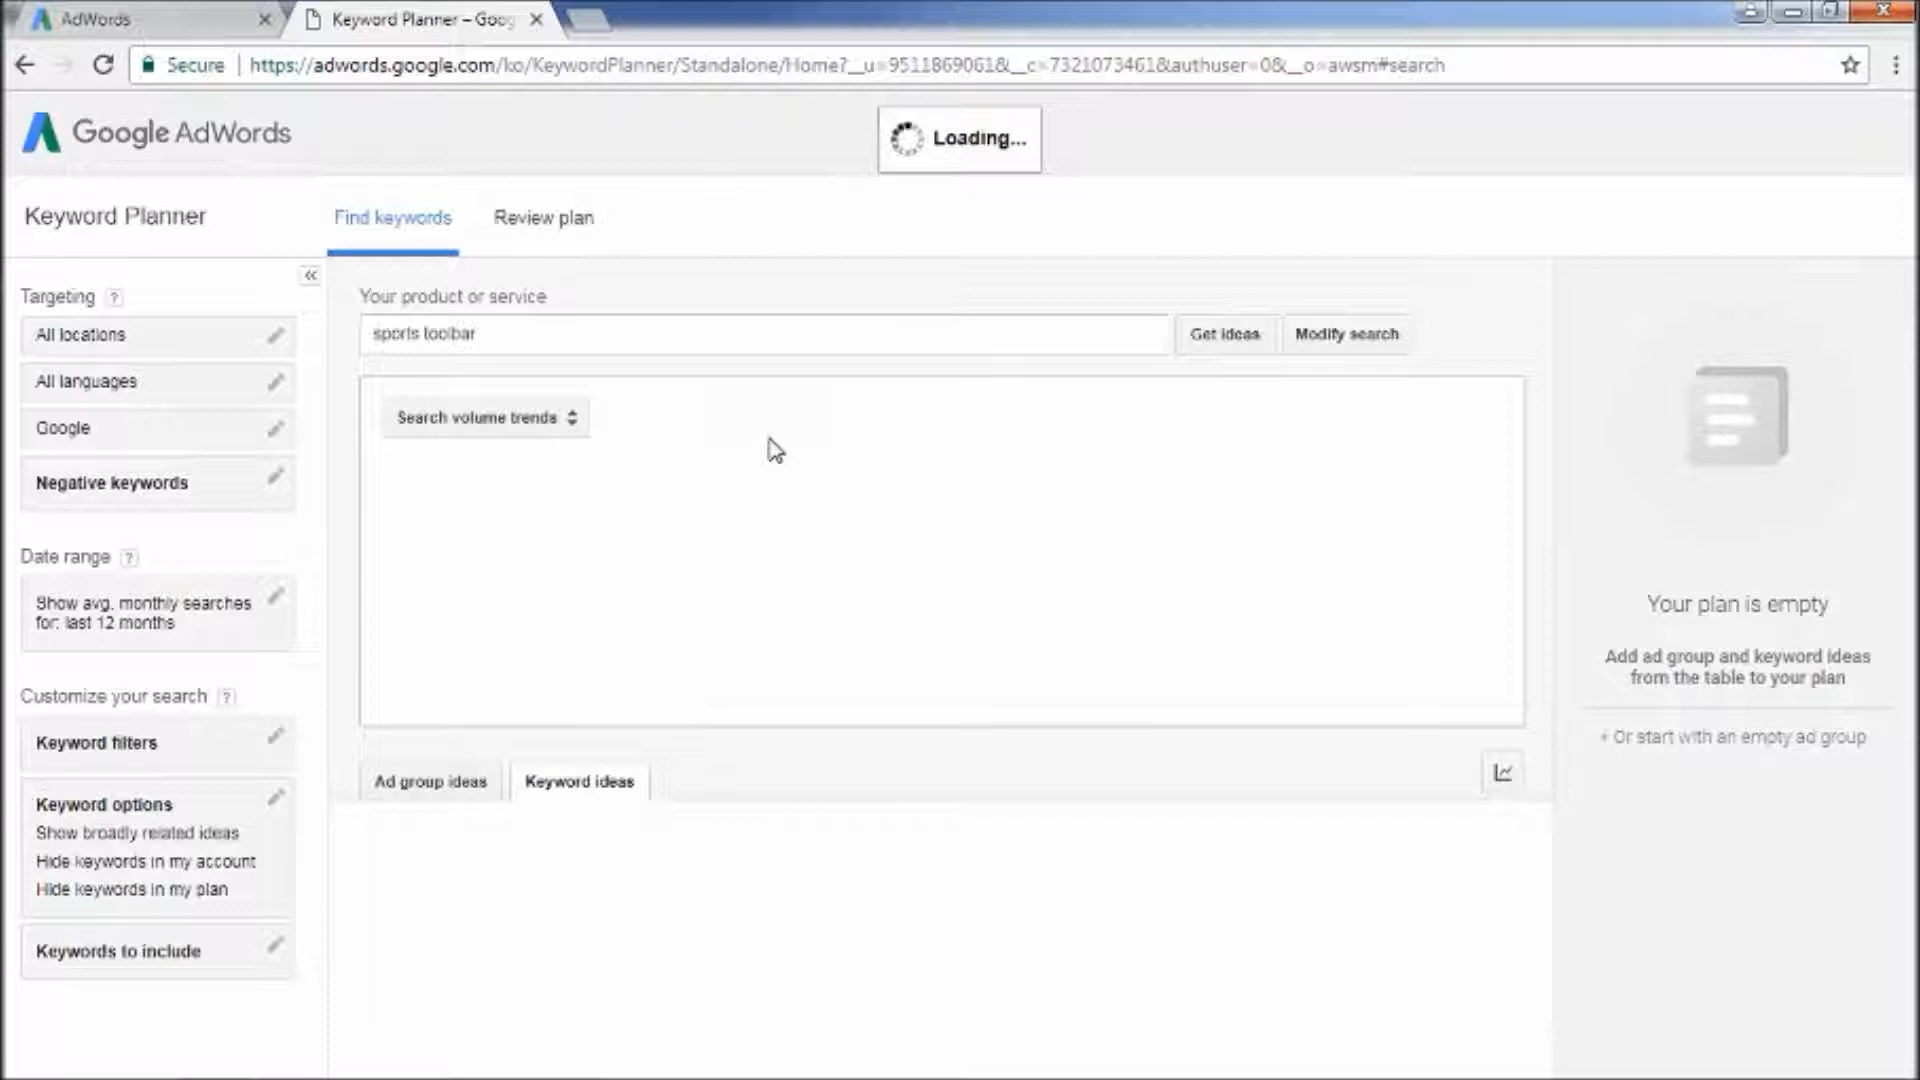 AdWords
Keyword Planner – Goog
Secure
https://adwords.google.com/ko/KeywordPlanner/Standalone/Home?__u=9511869061&__c=7321073461&authuser=0&__o=awsm#search
Google AdWords
Loading...
Keyword Planner
Find keywords
Review plan
«
Targeting ?
All locations
All languages
Google
Negative keywords
Date range ?
Show avg. monthly searches
for: last 12 months
Customize your search ?
Keyword filters
Keyword options
Show broadly related ideas
Hide keywords in my account
Hide keywords in my plan
Keywords to include
Your product or service
sports toolbar
Get ideas
Modify search
Search volume trends
Ad group ideas
Keyword ideas
Your plan is empty
Add ad group and keyword ideas
from the table to your plan
+ Or start with an empty ad group